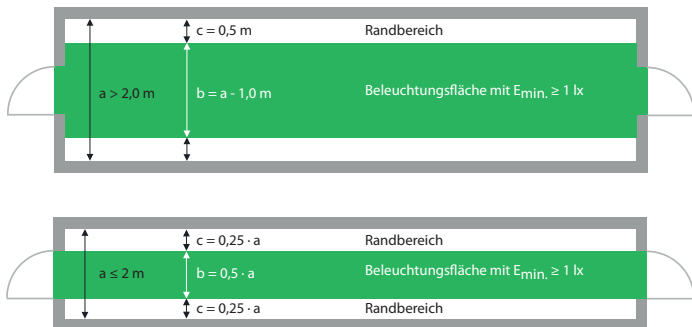 c = 0,5 m Randbereich
a > 2,0 m b = a - 1,0 m Beleuchtungsfläche mit Emin. ≥ 1 lx
c = 0,25 · a Randbereich
a ≤ 2 m b = 0,5 · a Beleuchtungsfläche mit Emin. ≥ 1 lx
c = 0,25 · a Randbereich